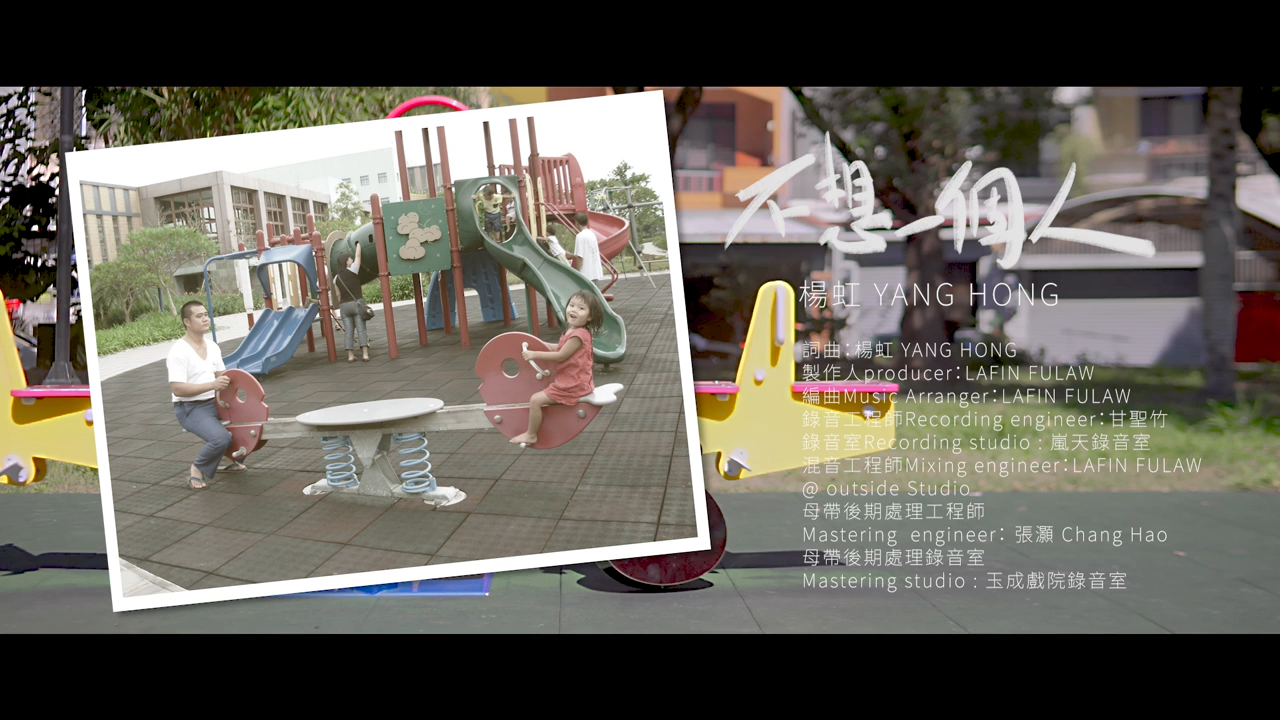 不想一個人
楊虹 YANG HONG
詞曲:楊虹 YANG HONG
製作人producer:LAFIN FULAW
編曲Music Arranger:LAFIN FULAW
錄音工程師Recording engineer:甘聖竹
錄音室Recording studio : 嵐天錄音室
混音工程師Mixing engineer:LAFIN FULAW
@ outside Studio
母帶後期處理工程師
Mastering  engineer: 張灝 Chang Hao
母帶後期處理錄音室
Mastering studio : 玉成戲院錄音室